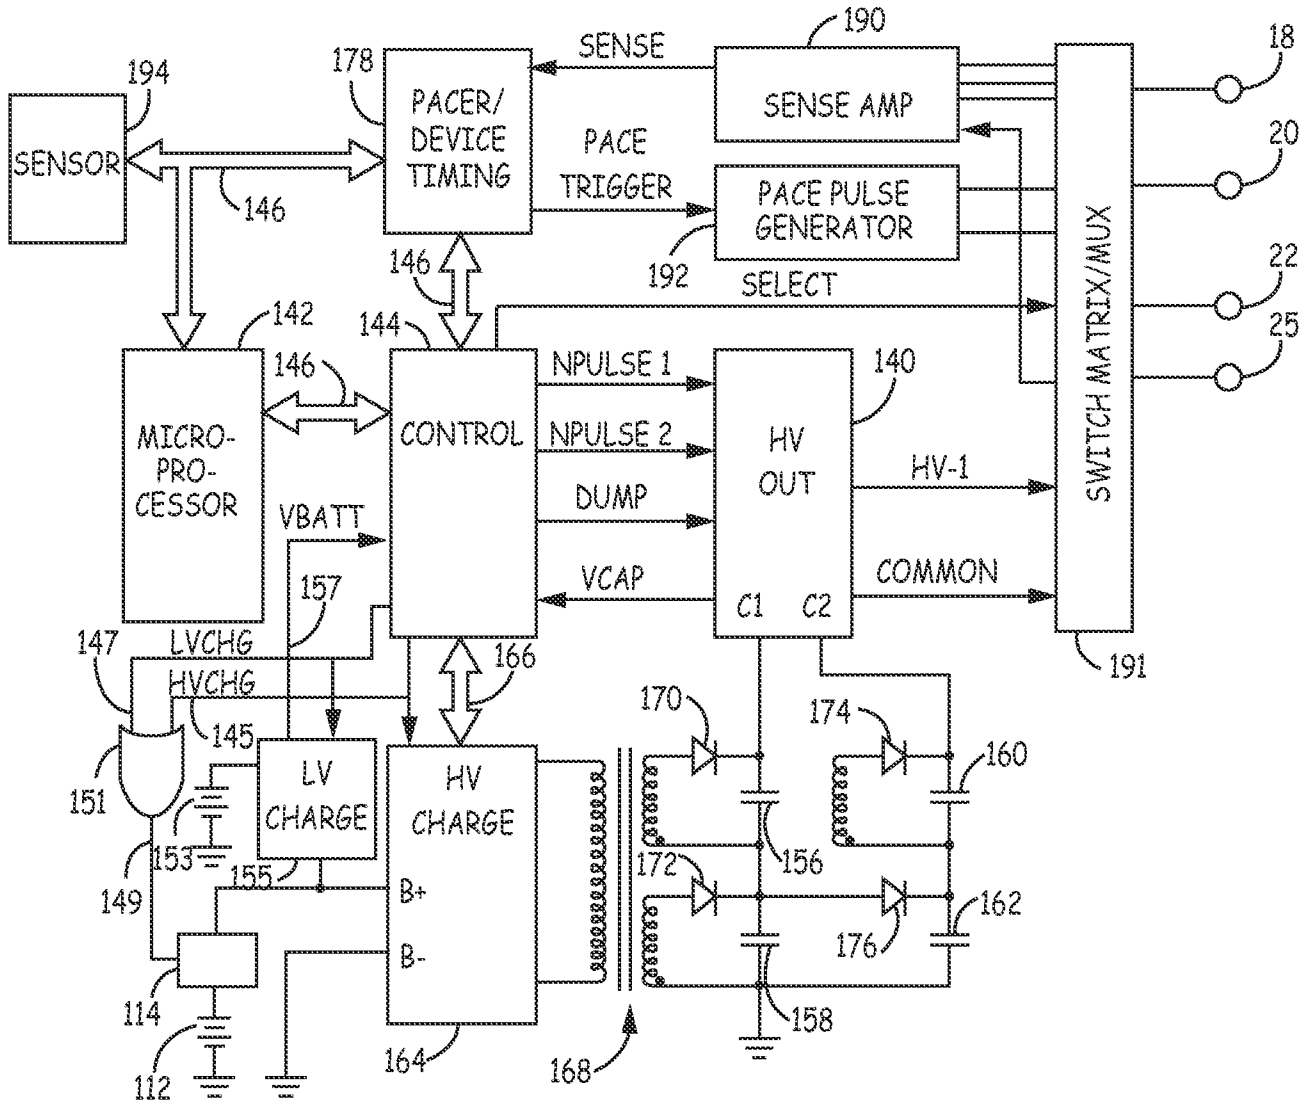 190
18
SENSE
178
194
PACER/
DEVICE
TIMING
SENSE AMP
PACE
TRIGGER
20
SENSOR
PACE PULSE
GENERATOR
146
192
146
SELECT
22
142
144
25
146
NPULSE 1
140
SWITCH MATRIX/MUX
MICRO-
PRO-
CESSOR
CONTROL
NPULSE 2
HV
OUT
HV-1
DUMP
VBATT
VCAP
COMMON
157
C1
C2
147
LVCHG
166
191
HVCHG
170
174
145
151
LV
CHARGE
HV
CHARGE
160
153
155
156
172
149
B+
162
176
B-
114
158
164
168
112